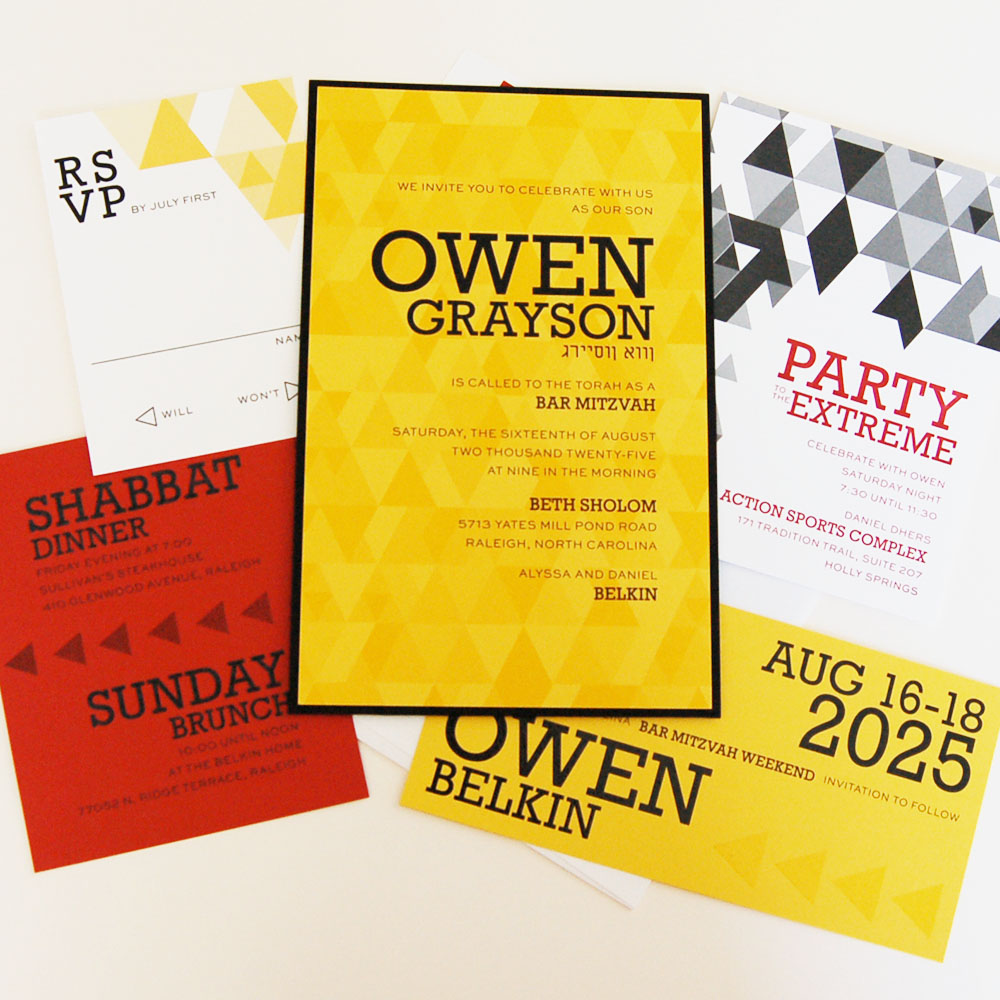 RS
VP BY JULY FIRST
WILL WON'T
WE INVITE YOU TO CELEBRATE WITH US
AS OUR SON
OWEN
GRAYSON
ןווא ןוסיירג
IS CALLED TO THE TORAH AS A
BAR MITZVAH
SATURDAY, THE SIXTEENTH OF AUGUST
TWO THOUSAND TWENTY-FIVE
AT NINE IN THE MORNING
BETH SHOLOM
5713 YATES MILL POND ROAD
RALEIGH, NORTH CAROLINA
ALYSSA AND DANIEL
BELKIN
PARTY
TO THE EXTREME
CELEBRATE WITH OWEN
SATURDAY NIGHT
7:30 UNTIL 11:30
DANIEL DHERS
ACTION SPORTS COMPLEX
171 TRADITION TRAIL, SUITE 207
HOLLY SPRINGS
SHABBAT
DINNER
FRIDAY EVENING AT 7:00
SULLIVAN'S STEAKHOUSE
410 GLENWOOD AVENUE, RALEIGH
SUNDAY
BRUNCH
10:00 UNTIL NOON
AT THE BELKIN HOME
77052 N. RIDGE TERRACE, RALEIGH
AUG 16-18
2025
BAR MITZVAH WEEKEND INVITATION TO FOLLOW
OWEN
BELKIN